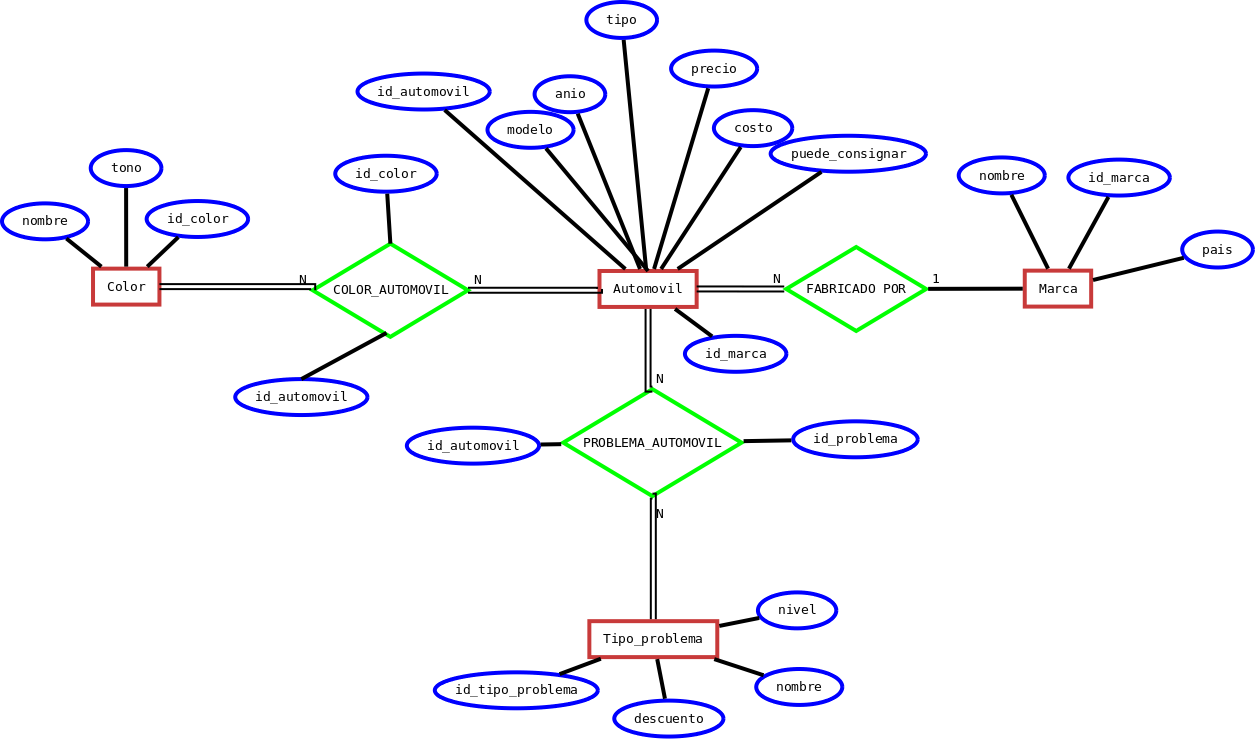 tipo
precio
id_automovil
anio
modelo
costo
puede_consignar
tono
id_color
nombre
id_marca
nombre
id_color
pais
N
N
N
1
Color
COLOR_AUTOMOVIL
Automovil
FABRICADO POR
Marca
id_marca
N
id_automovil
id_automovil
PROBLEMA_AUTOMOVIL
id_problema
N
nivel
Tipo_problema
id_tipo_problema
nombre
descuento